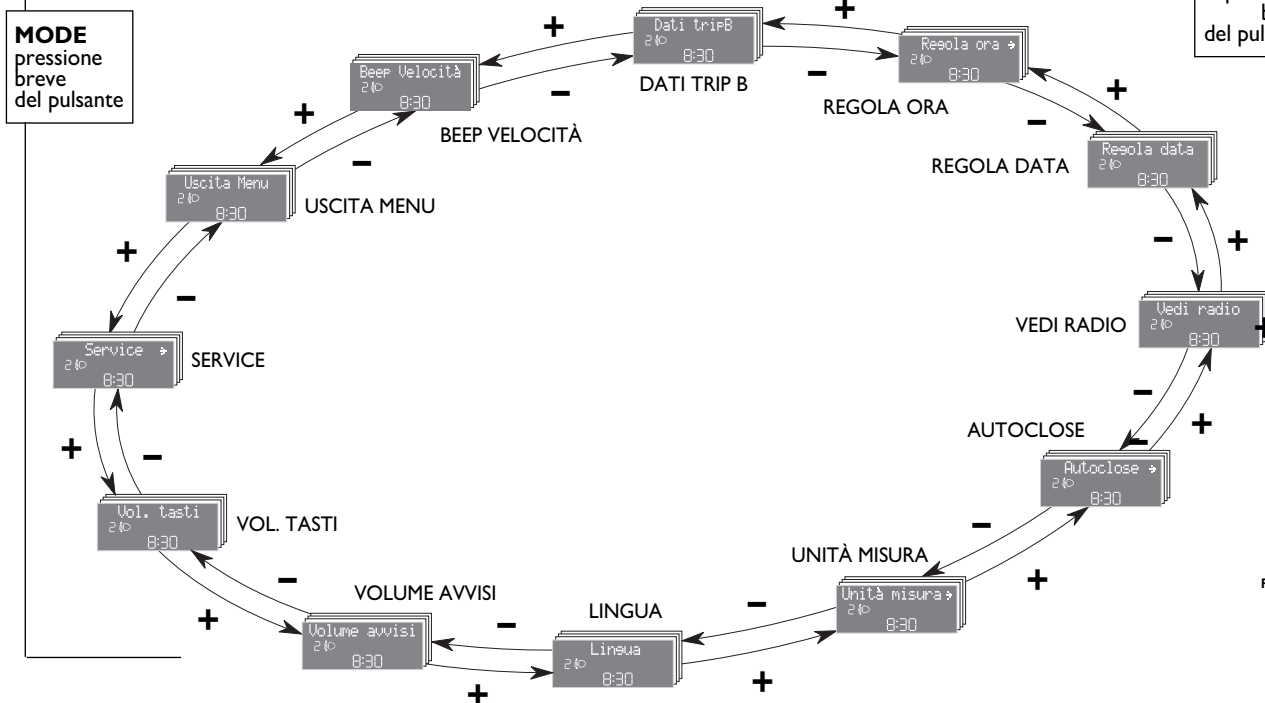 MODE
pressione
breve
del pulsante
b
del pul
Dati tripB
8:30
DATI TRIP B
Regola ora
8:30
REGOLA ORA
Beep Velocità
8:30
BEEP VELOCITÀ
Regola data
8:30
REGOLA DATA
Uscita Menu
8:30
USCITA MENU
Vedi radio
8:30
VEDI RADIO
Service
8:30
SERVICE
Autoclose
8:30
AUTOCLOSE
Vol. tasti
8:30
VOL. TASTI
Unità misura
8:30
UNITÀ MISURA
Volume avvisi
8:30
VOLUME AVVISI
Lingua
8:30
LINGUA